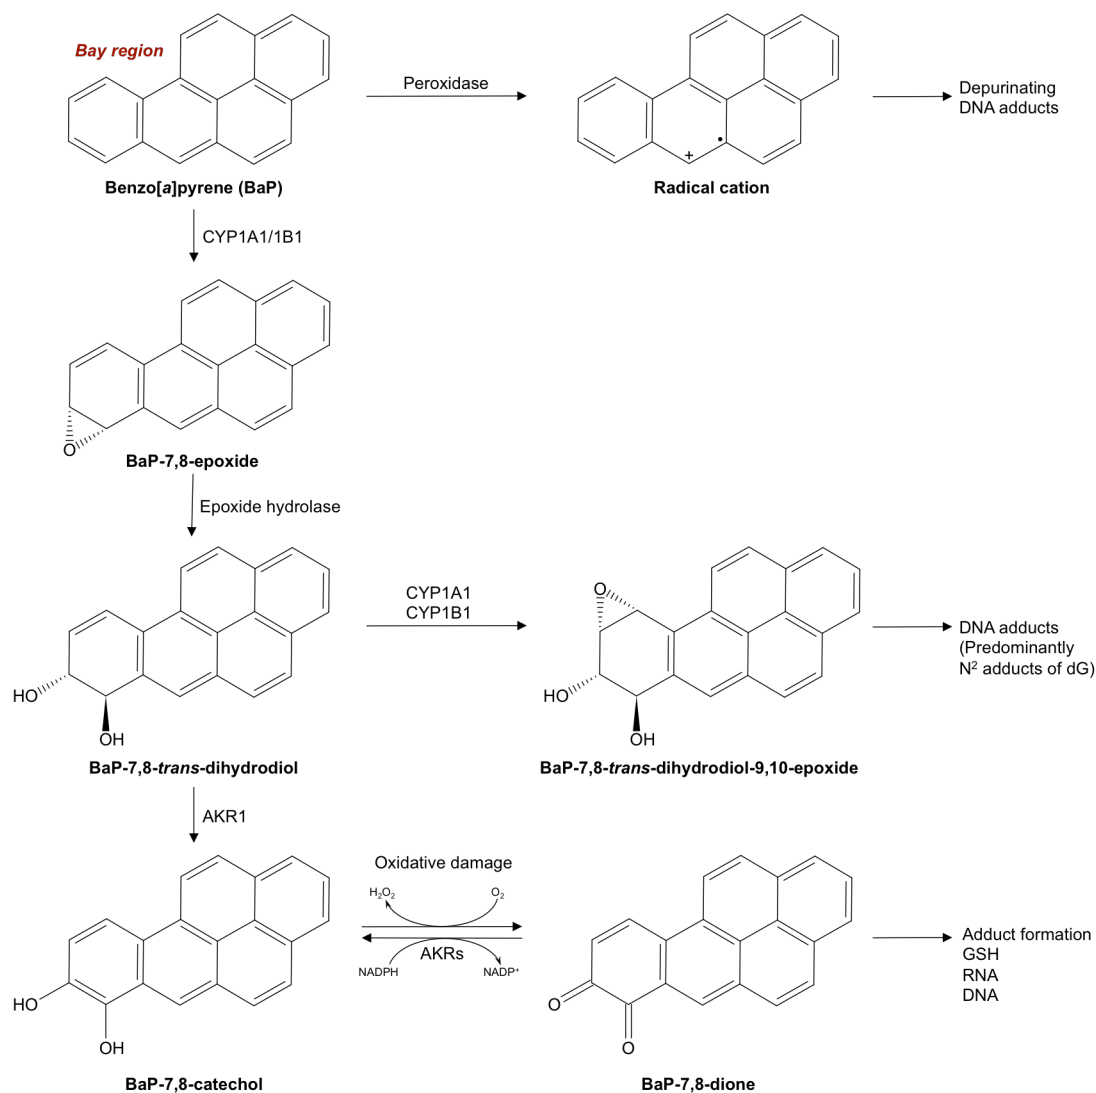 Bay region
Peroxidase
Depurinating
DNA adducts
+
•
Benzo[a]pyrene (BaP)
Radical cation
CYP1A1/1B1
O
BaP-7,8-epoxide
Epoxide hydrolase
O
CYP1A1
CYP1B1
DNA adducts
(Predominantly
N² adducts of dG)
HO
OH
HO
OH
BaP-7,8-trans-dihydrodiol
BaP-7,8-trans-dihydrodiol-9,10-epoxide
AKR1
Oxidative damage
H₂O₂
O₂
AKRs
NADPH
NADP⁺
Adduct formation
GSH
RNA
DNA
HO
OH
O
O
BaP-7,8-catechol
BaP-7,8-dione